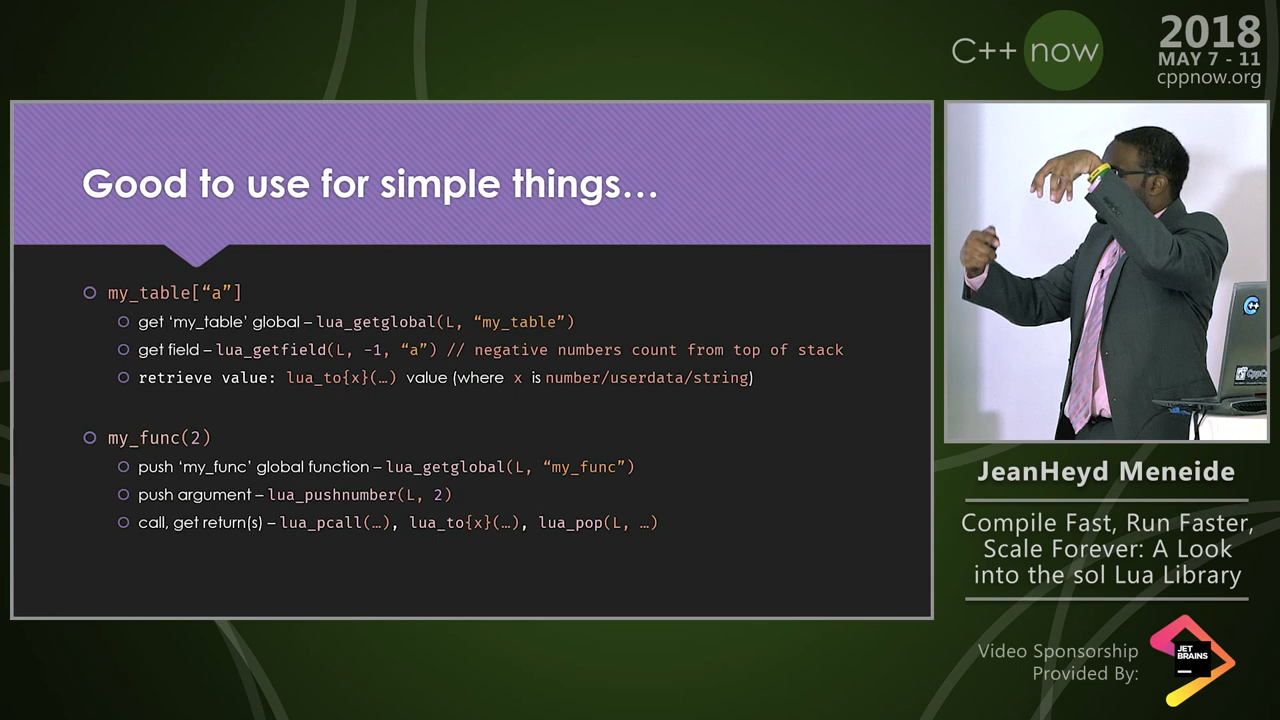 C++ now
2018
MAY 7 - 11
cppnow.org
Good to use for simple things…
my_table[“a”]
get ‘my_table’ global – lua_getglobal(L, “my_table”)
get field – lua_getfield(L, -1, “a”) // negative numbers count from top of stack
retrieve value: lua_to{x}(…) value (where x is number/userdata/string)
my_func(2)
push ‘my_func’ global function – lua_getglobal(L, “my_func”)
push argument – lua_pushnumber(L, 2)
call, get return(s) – lua_pcall(…), lua_to{x}(…), lua_pop(L, …)
JeanHeyd Meneide
Compile Fast, Run Faster,
Scale Forever: A Look
into the sol Lua Library
Video Sponsorship
Provided By:
JET
BRAINS